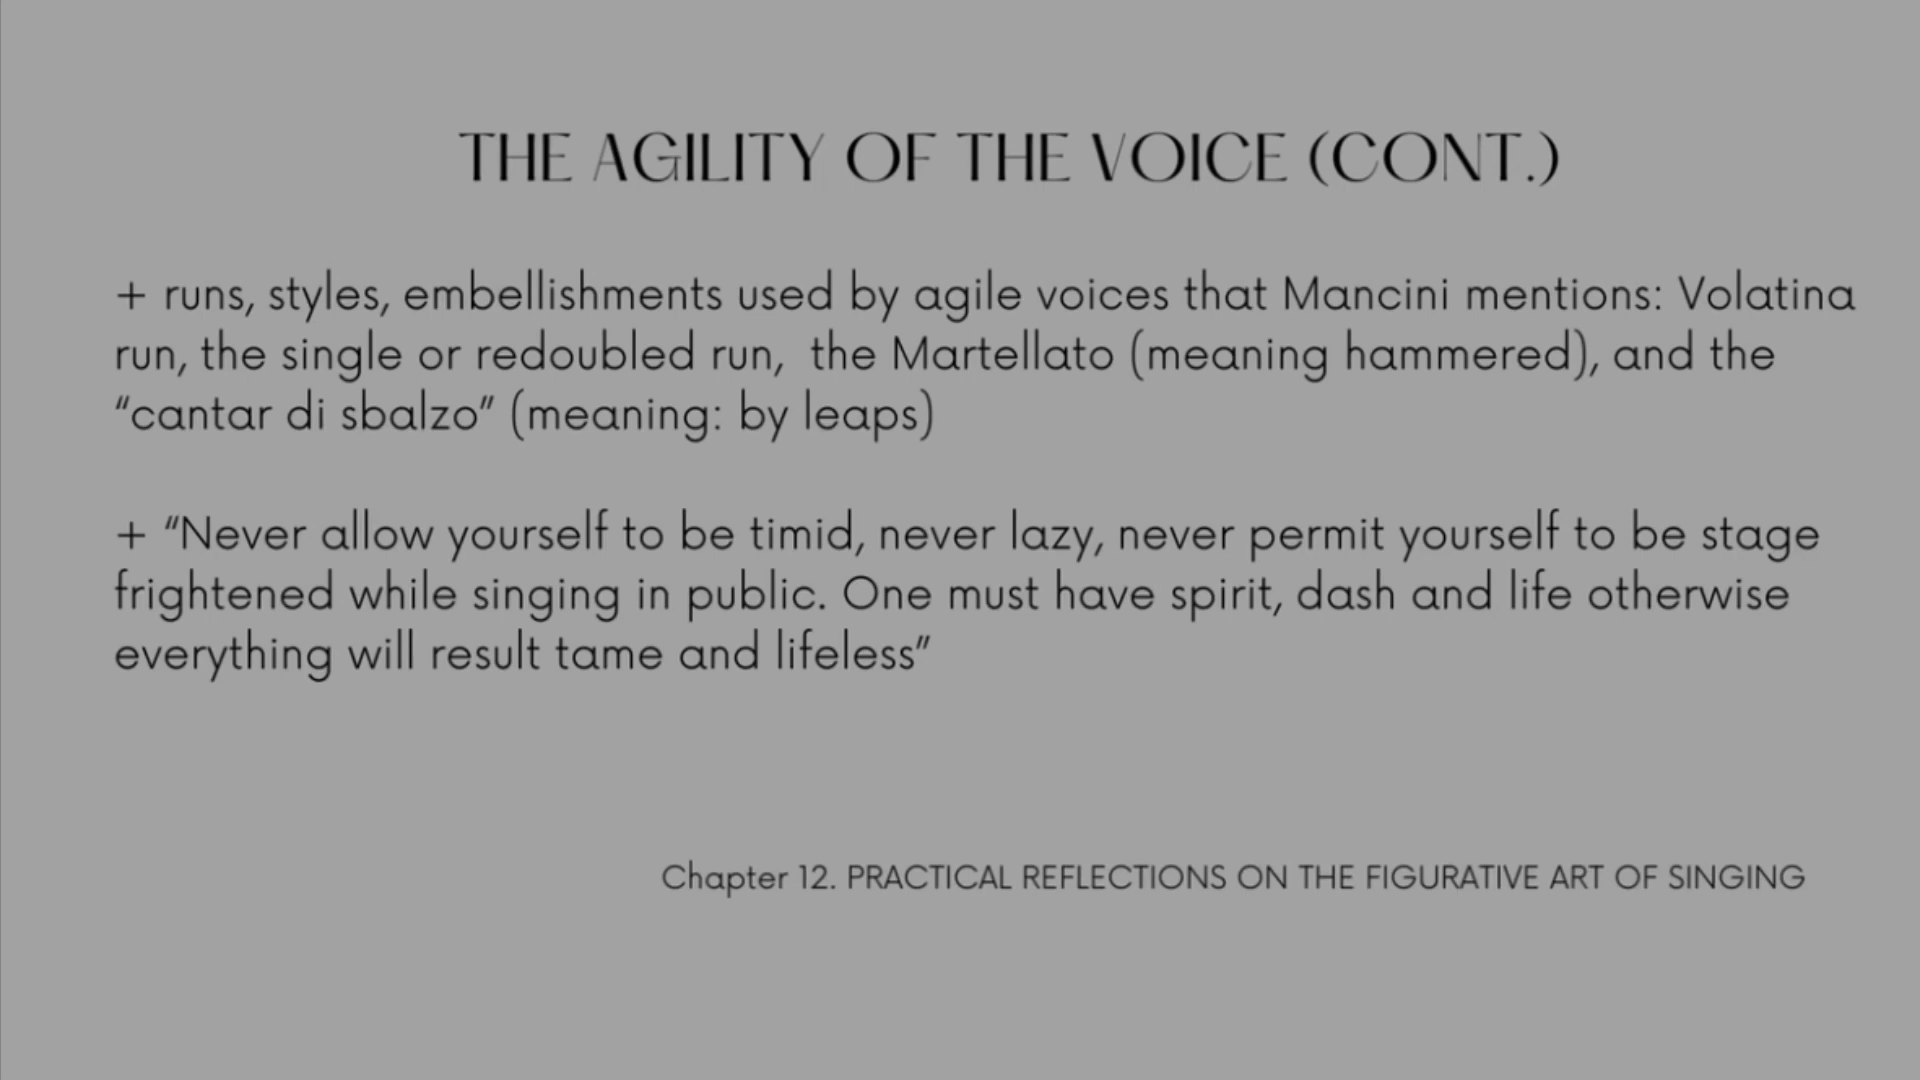 THE AGILITY OF THE VOICE (CONT.)
+ runs, styles, embellishments used by agile voices that Mancini mentions: Volatina
run, the single or redoubled run,  the Martellato (meaning hammered), and the
“cantar di sbalzo” (meaning: by leaps)
+ “Never allow yourself to be timid, never lazy, never permit yourself to be stage
frightened while singing in public. One must have spirit, dash and life otherwise
everything will result tame and lifeless”
Chapter 12. PRACTICAL REFLECTIONS ON THE FIGURATIVE ART OF SINGING